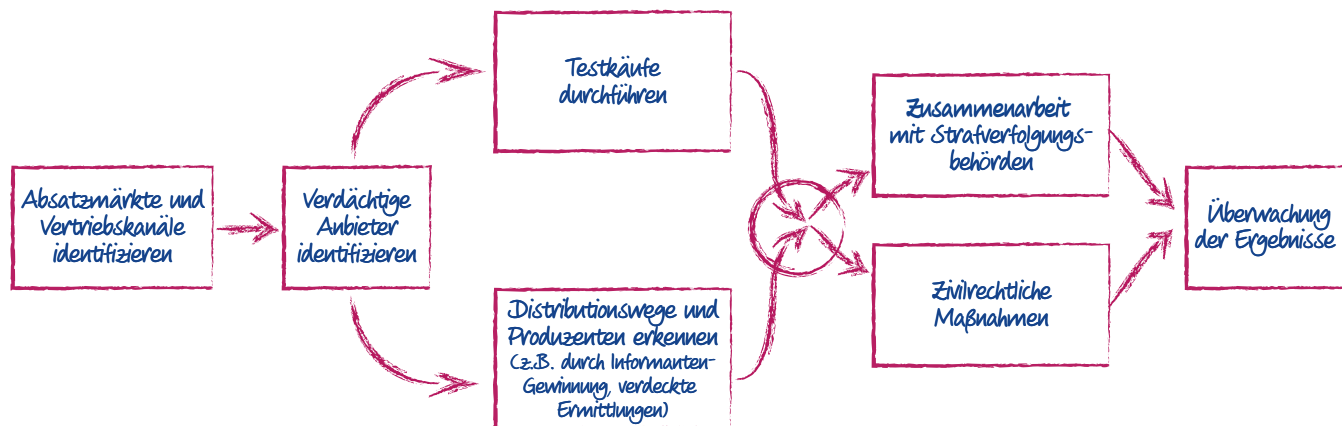 Absatzmärkte und
Vertriebskanäle
identifizieren
Verdächtige
Anbieter
identifizieren
Testkäufe
durchführen
Distributionswege und
Produzenten erkennen
(z.B. durch Informanten-
Gewinnung, verdeckte
Ermittlungen)
Zusammenarbeit
mit Strafverfolgungs-
behörden
Zivilrechtliche
Maßnahmen
Überwachung
der Ergebnisse